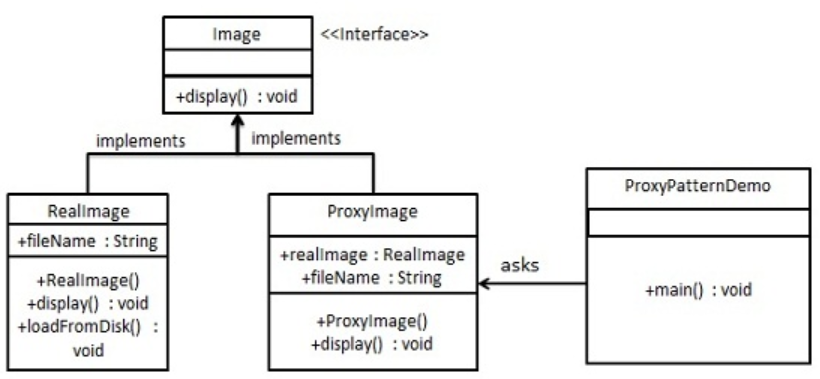 Image
<<Interface>>
+display() : void
implements
implements
RealImage
+fileName : String
+RealImage()
+display() : void
+loadFromDisk() :
void
ProxyImage
+realImage : RealImage
+fileName : String
+ProxyImage()
+display() : void
asks
ProxyPatternDemo
+main() : void